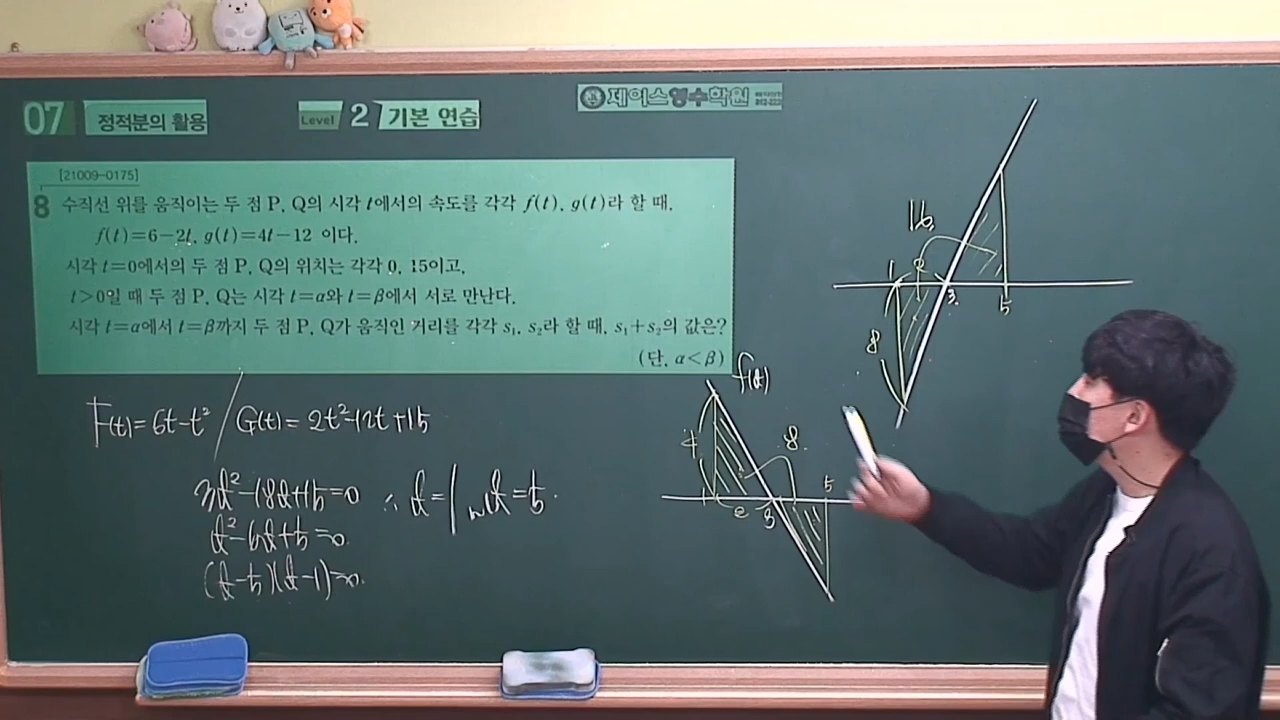 07 정적분의 활용
Level 2 기본 연습
제이스영수학원
[21009-0175]
8 수직선 위를 움직이는 두 점 P, Q의 시각 t에서의 속도를 각각 f(t), g(t)라 할 때,
f(t)=6-2t, g(t)=4t-12 이다.
시각 t=0에서의 두 점 P, Q의 위치는 각각 0, 15이고,
t>0일 때 두 점 P, Q는 시각 t=α와 t=β에서 서로 만난다.
시각 t=α에서 t=β까지 두 점 P, Q가 움직인 거리를 각각 s₁, s₂라 할 때, s₁+s₂의 값은?
(단, α<β)
F(t)=6t-t² / G(t)=2t²-12t+15
3t²-18t+15=0 ∴ t=1 or t=5.
t²-6t+5=0.
(t-5)(t-1)=0.
f(t)
4
8.
5
2
3
16.
1
2
3
5
8